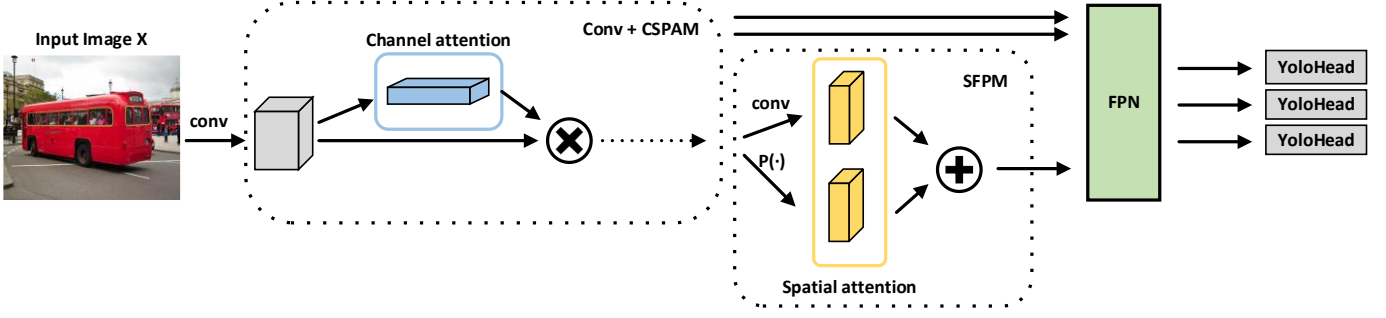 Input Image X
conv
Channel attention
Conv + CSPAM
conv
P(·)
SFPM
Spatial attention
FPN
YoloHead
YoloHead
YoloHead